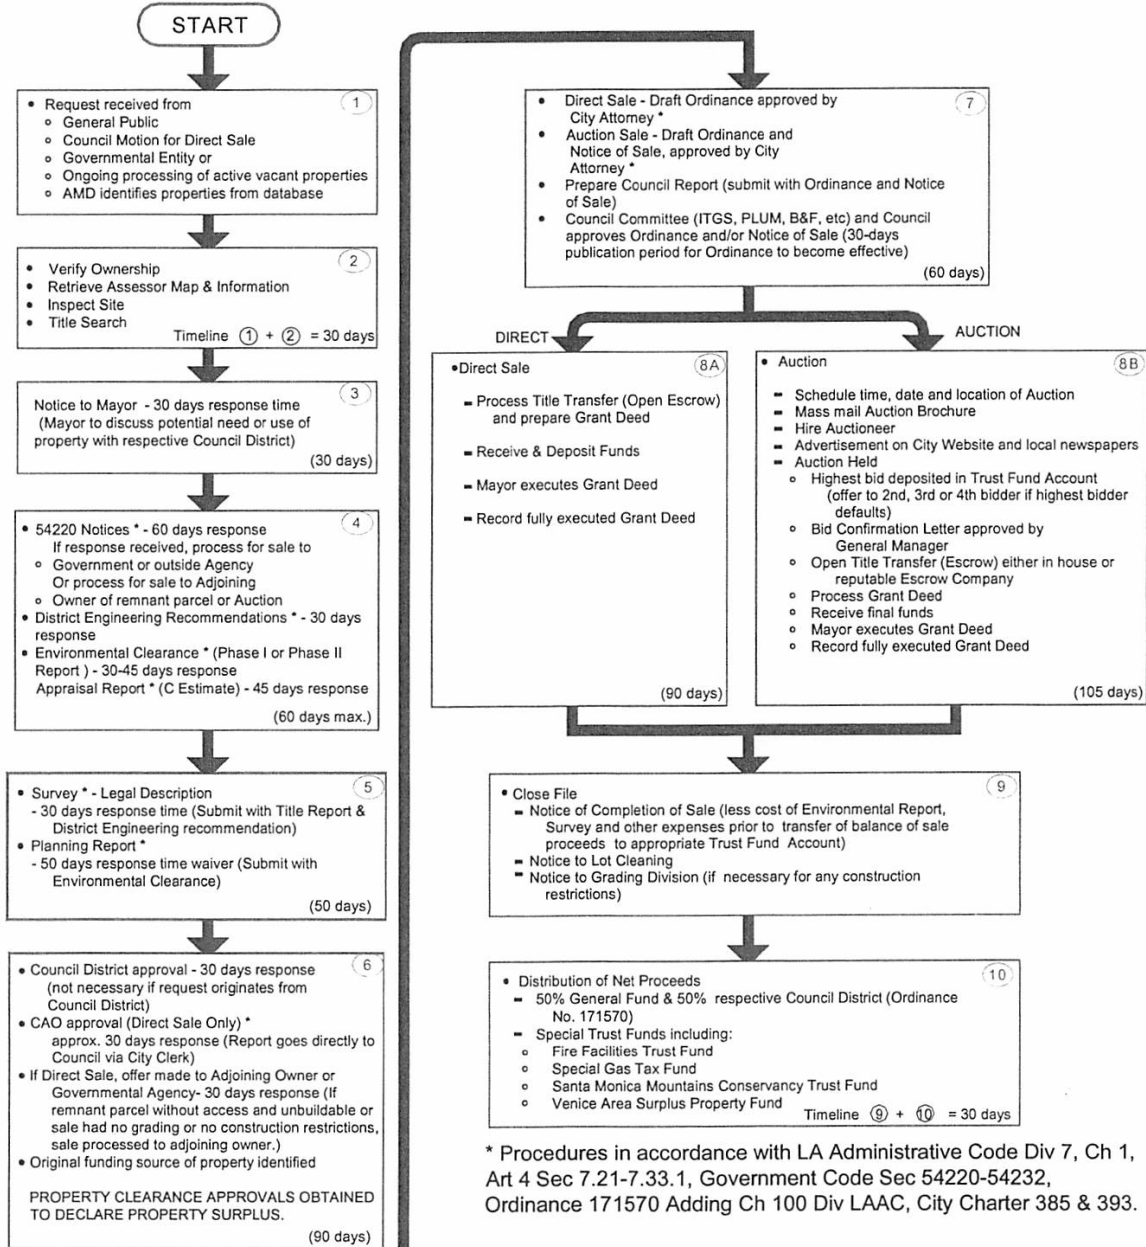 START
1
• Request received from
o General Public
o Council Motion for Direct Sale
o Governmental Entity or
o Ongoing processing of active vacant properties
o AMD identifies properties from database
2
• Verify Ownership
• Retrieve Assessor Map & Information
• Inspect Site
• Title Search
Timeline ① + ② = 30 days
3
Notice to Mayor - 30 days response time
(Mayor to discuss potential need or use of
property with respective Council District)
(30 days)
4
• 54220 Notices * - 60 days response
If response received, process for sale to
o Government or outside Agency
Or process for sale to Adjoining
o Owner of remnant parcel or Auction
• District Engineering Recommendations * - 30 days
response
• Environmental Clearance * (Phase I or Phase II
Report ) - 30-45 days response
Appraisal Report * (C Estimate) - 45 days response
(60 days max.)
5
• Survey * - Legal Description
- 30 days response time (Submit with Title Report &
District Engineering recommendation)
• Planning Report *
- 50 days response time waiver (Submit with
Environmental Clearance)
(50 days)
6
• Council District approval - 30 days response
(not necessary if request originates from
Council District)
• CAO approval (Direct Sale Only) *
approx. 30 days response (Report goes directly to
Council via City Clerk)
• If Direct Sale, offer made to Adjoining Owner or
Governmental Agency- 30 days response (If
remnant parcel without access and unbuildable or
sale had no grading or no construction restrictions,
sale processed to adjoining owner.)
• Original funding source of property identified
PROPERTY CLEARANCE APPROVALS OBTAINED
TO DECLARE PROPERTY SURPLUS.
(90 days)
7
• Direct Sale - Draft Ordinance approved by
City Attorney *
• Auction Sale - Draft Ordinance and
Notice of Sale, approved by City
Attorney *
• Prepare Council Report (submit with Ordinance and Notice
of Sale)
• Council Committee (ITGS, PLUM, B&F, etc) and Council
approves Ordinance and/or Notice of Sale (30-days
publication period for Ordinance to become effective)
(60 days)
DIRECT
AUCTION
8A
•Direct Sale
- Process Title Transfer (Open Escrow)
and prepare Grant Deed
- Receive & Deposit Funds
- Mayor executes Grant Deed
- Record fully executed Grant Deed
(90 days)
8B
• Auction
- Schedule time, date and location of Auction
- Mass mail Auction Brochure
- Hire Auctioneer
- Advertisement on City Website and local newspapers
- Auction Held
o Highest bid deposited in Trust Fund Account
(offer to 2nd, 3rd or 4th bidder if highest bidder
defaults)
o Bid Confirmation Letter approved by
General Manager
o Open Title Transfer (Escrow) either in house or
reputable Escrow Company
o Process Grant Deed
o Receive final funds
o Mayor executes Grant Deed
o Record fully executed Grant Deed
(105 days)
9
• Close File
- Notice of Completion of Sale (less cost of Environmental Report,
Survey and other expenses prior to transfer of balance of sale
proceeds to appropriate Trust Fund Account)
- Notice to Lot Cleaning
- Notice to Grading Division (if necessary for any construction
restrictions)
10
• Distribution of Net Proceeds
- 50% General Fund & 50% respective Council District (Ordinance
No. 171570)
- Special Trust Funds including:
o Fire Facilities Trust Fund
o Special Gas Tax Fund
o Santa Monica Mountains Conservancy Trust Fund
o Venice Area Surplus Property Fund
Timeline ⑨ + ⑩ = 30 days
* Procedures in accordance with LA Administrative Code Div 7, Ch 1,
Art 4 Sec 7.21-7.33.1, Government Code Sec 54220-54232,
Ordinance 171570 Adding Ch 100 Div LAAC, City Charter 385 & 393.